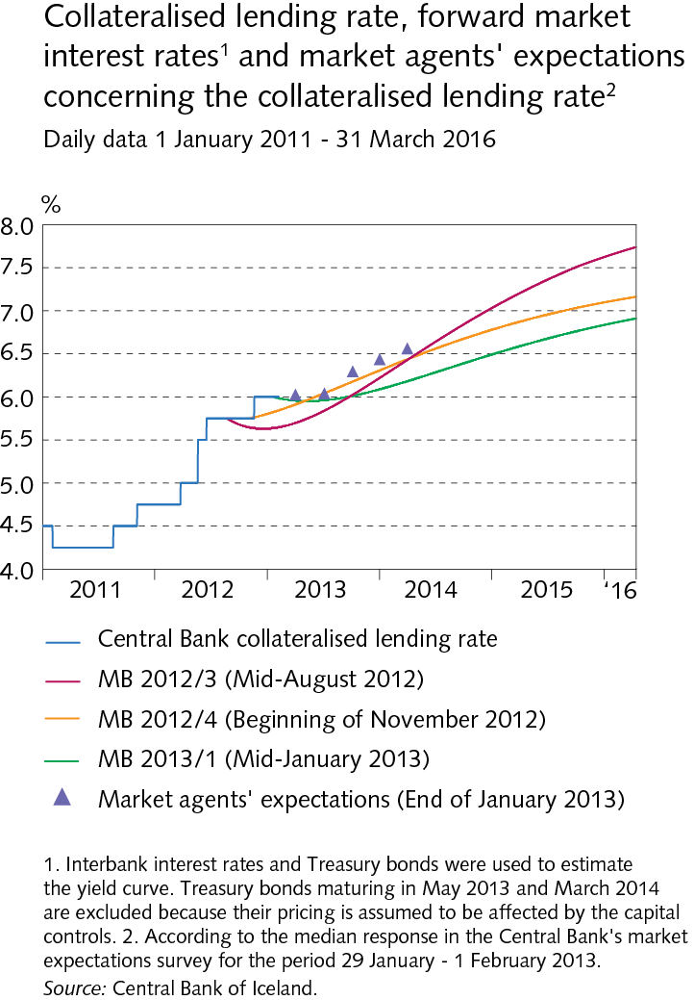 Collateralised lending rate, forward market
interest rates¹ and market agents' expectations
concerning the collateralised lending rate²
Daily data 1 January 2011 - 31 March 2016
%
8.0
7.5
7.0
6.5
6.0
5.5
5.0
4.5
4.0
2011 2012 2013 2014 2015 '16
Central Bank collateralised lending rate
MB 2012/3 (Mid-August 2012)
MB 2012/4 (Beginning of November 2012)
MB 2013/1 (Mid-January 2013)
Market agents' expectations (End of January 2013)
1. Interbank interest rates and Treasury bonds were used to estimate
the yield curve. Treasury bonds maturing in May 2013 and March 2014
are excluded because their pricing is assumed to be affected by the capital
controls. 2. According to the median response in the Central Bank's market
expectations survey for the period 29 January - 1 February 2013.
Source: Central Bank of Iceland.